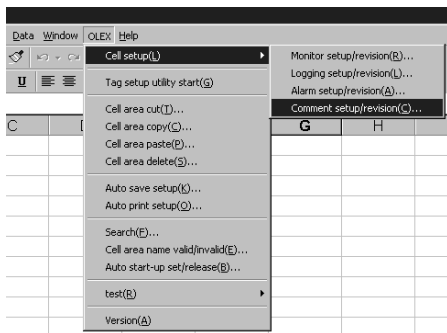 Data Window OLEX Help
Cell setup(L)
Tag setup utility start(G)
Cell area cut(T)...
Cell area copy(C)...
Cell area paste(P)...
Cell area delete(S)...
Auto save setup(K)...
Auto print setup(O)...
Search(F)...
Cell area name valid/invalid(E)...
Auto start-up set/release(B)...
test(R)
Version(A)
Monitor setup/revision(R)...
Logging setup/revision(L)...
Alarm setup/revision(A)...
Comment setup/revision(C)...
U
C G H